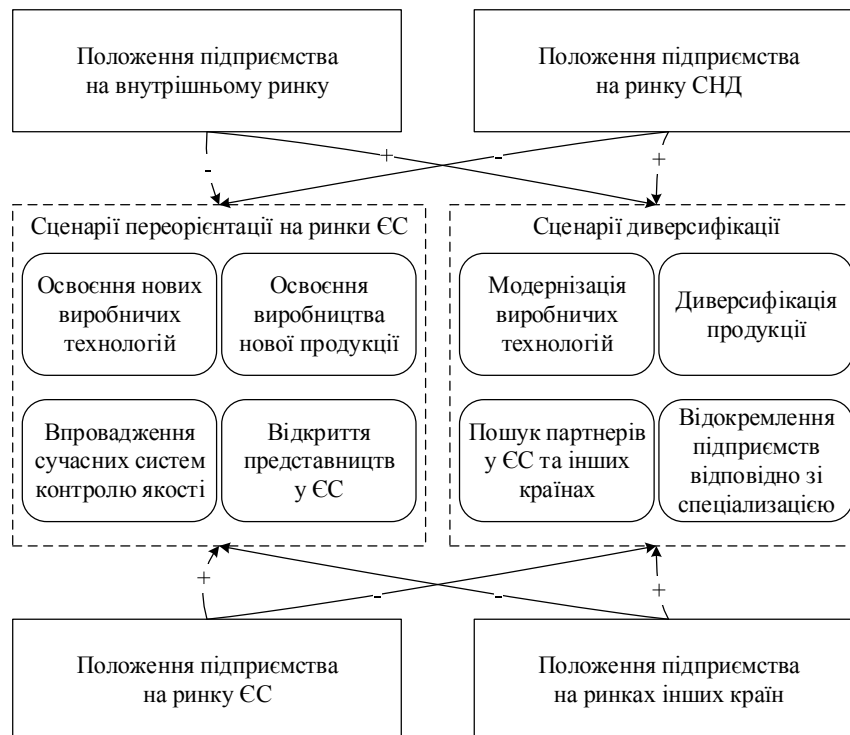 Положення підприємства
на внутрішньому ринку
Положення підприємства
на ринку СНД
-
+
-
+
Сценарії переорієнтації на ринки ЄС
Освоєння нових
виробничих
технологій
Освоєння
виробництва
нової продукції
Впровадження
сучасних систем
контролю якості
Відкриття
представництв
у ЄС
Сценарії диверсифікації
Модернізація
виробничих
технологій
Диверсифікація
продукції
Пошук партнерів
у ЄС та інших
країнах
Відокремлення
підприємств
відповідно зі
спеціализацією
+
-
-
+
Положення підприємства
на ринку ЄС
Положення підприємства
на ринках інших країн